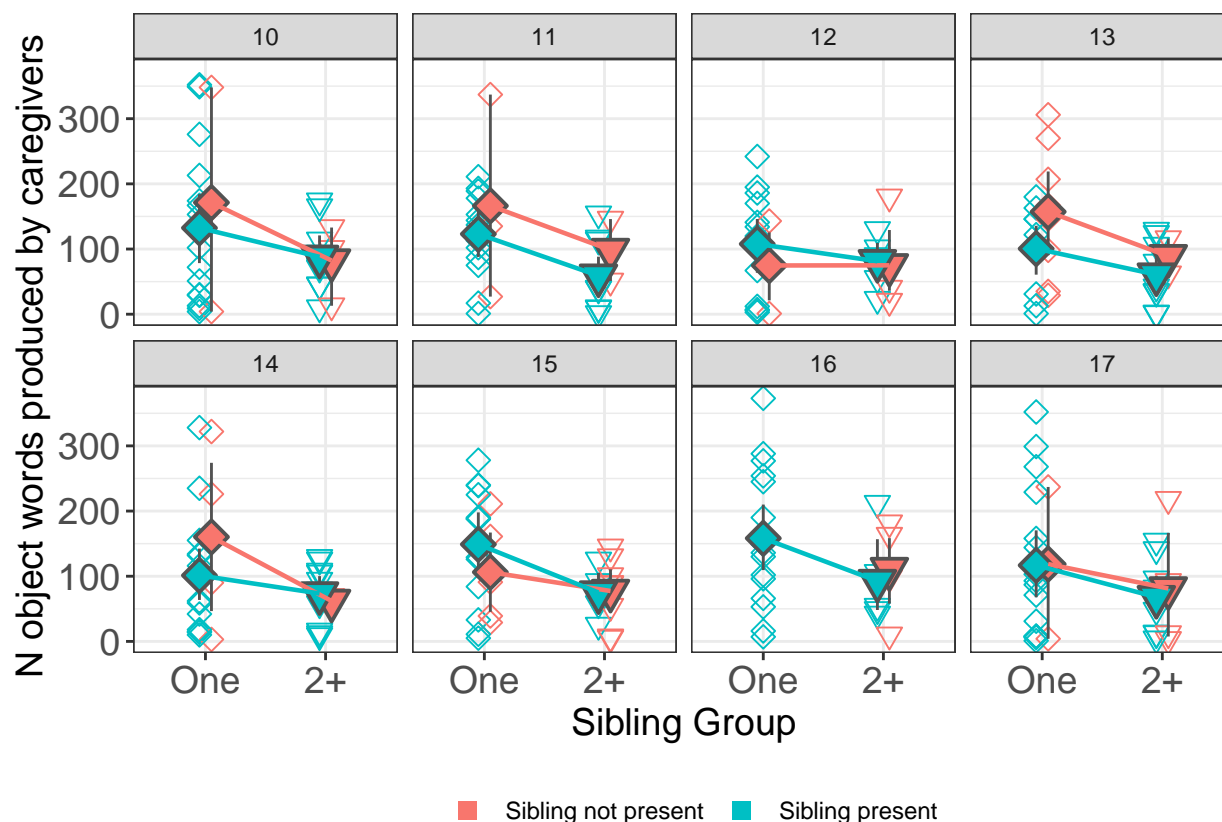 N object words produced by caregivers
10 11 12 13
300
200
100
0
14 15 16 17
300
200
100
0
One 2+ One 2+ One 2+ One 2+
Sibling Group
Sibling not present Sibling present